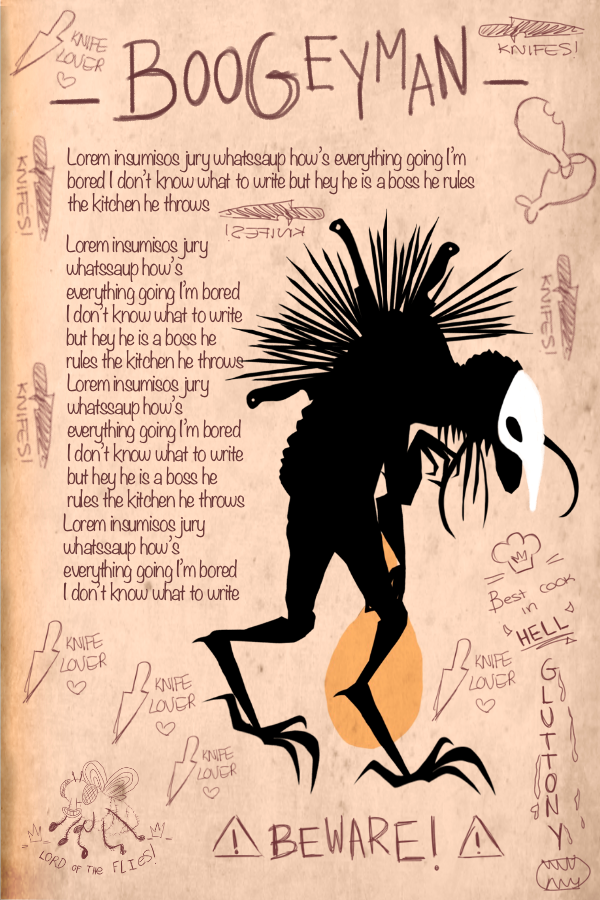 KNIFE
LOVER
BOOGEYMAN
KNIFES!
Lorem insumisos jury whatssaup how's everything going I'm
bored I don't know what to write but hey he is a boss he rules
the kitchen he throws
KNIFES!
KNIFES!
Lorem insumisos jury
whatssaup how's
everything going I'm bored
I don't know what to write
but hey he is a boss he
rules the kitchen he throws
KNIFES!
Lorem insumisos jury
whatssaup how's
everything going I'm bored
I don't know what to write
but hey he is a boss he
rules the kitchen he throws
KNIFES!
Lorem insumisos jury
whatssaup how's
everything going I'm bored
I don't know what to write
Best cook
in
HELL
KNIFE
LOVER
KNIFE
LOVER
KNIFE
LOVER
KNIFE
LOVER
GLUTTONY
LORD OF THE FLIES!
BEWARE!